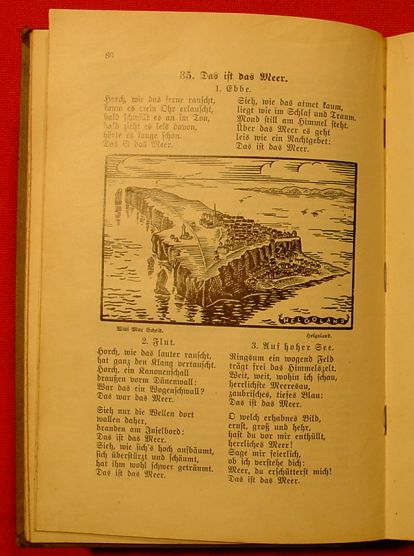 86
35. Das ist das Meer.
1. Ebbe.
Horch, wie das ferne rauscht,
kaum es mein Ohr erlauschet,
bald schwillt es an im Ton,
bald zieht es leis davon,
hörte es lange schon.
Das ist das Meer.
Sieh, wie das atmet kaum,
liegt wie im Schlaf und Traum.
Mond still am Himmel steht.
Über das Meer es geht
leis wie ein Nachtgebet:
Das ist das Meer.
HELGOLAND
Helgoland.
2. Flut.
Horch, wie das lauter rauscht,
hat ganz den Klang vertauscht.
Horch, ein Kanonenschall
draußen vorm Dünenwall:
War das ein Wogenschwall?
Das war das Meer.
Sieh nur die Wellen dort
wallen daher,
branden am Inselbord:
Das ist das Meer.
Sieh, wie sich's hoch aufbäumt,
sich überstürzt und schäumt,
hat ihm wohl schwer geträumt.
Das ist das Meer.
3. Auf hoher See.
Ringsum ein wogend Feld
trägt frei das Himmelszelt.
Weit, weit, wohin ich schau,
herrlichste Meeresau,
zaubrisches, tiefes Blau:
Das ist das Meer.
O welch erhabnes Bild,
ernst, groß und hehr,
hast du vor mir enthüllt,
herrliches Meer!
Sage mir feierlich,
ob ich verstehe dich:
Meer, du erschütterst mich!
Das ist das Meer.